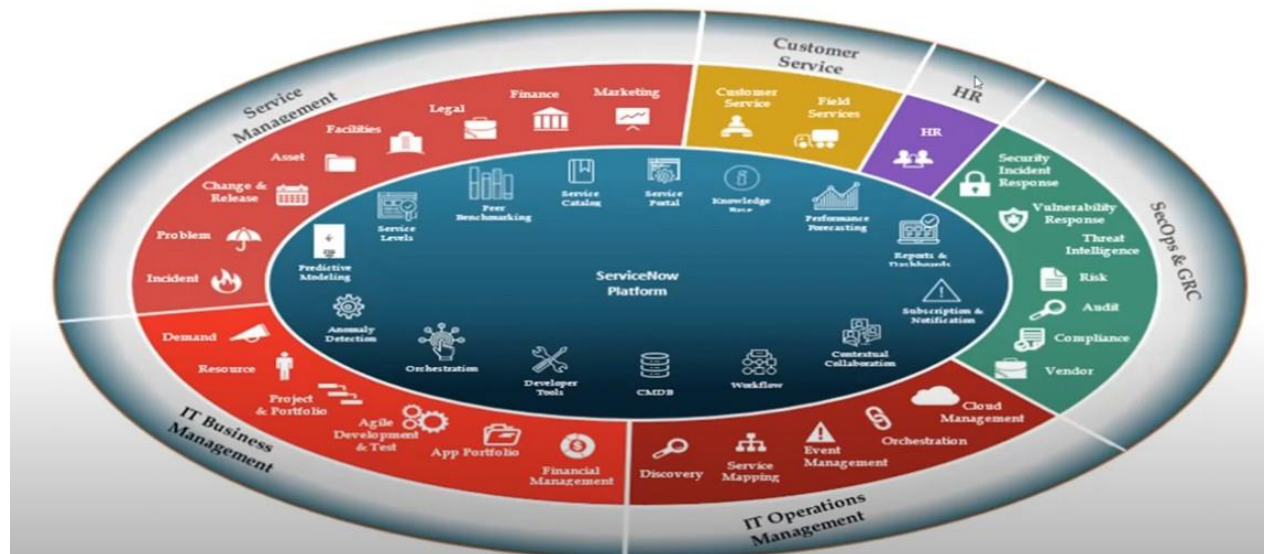 Service
Management
Customer
Service
HR
SecOps & GRC
IT Operations
Management
IT Business
Management
Incident
Problem
Change &
Release
Asset
Facilities
Legal
Finance
Marketing
Customer
Service
Field
Services
HR
Security
Incident
Response
Vulnerability
Response
Threat
Intelligence
Risk
Audit
Compliance
Vendor
Cloud
Management
Orchestration
Event
Management
Service
Mapping
Discovery
Financial
Management
App Portfolio
Agile
Development
& Test
Project
& Portfolio
Resource
Demand
ServiceNow
Platform
Predictive
Modeling
Service
Levels
Peer
Benchmarking
Service
Catalog
Service
Portal
Knowledge
Base
Performance
Forecasting
Reports &
Dashboards
Subscription &
Notification
Contextual
Collaboration
Workflow
CMDB
Developer
Tools
Orchestration
Anomaly
Detection